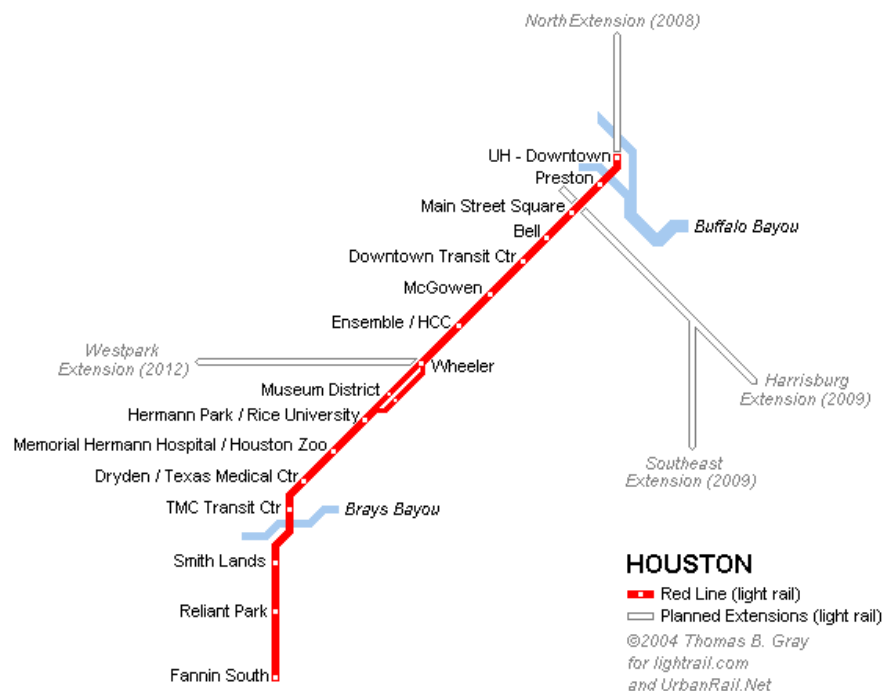 North Extension (2008)
UH - Downtown
Preston
Main Street Square
Buffalo Bayou
Bell
Downtown Transit Ctr
McGowen
Ensemble / HCC
Westpark
Extension (2012)
Wheeler
Harrisburg
Extension (2009)
Museum District
Hermann Park / Rice University
Memorial Hermann Hospital / Houston Zoo
Southeast
Extension (2009)
Dryden / Texas Medical Ctr
TMC Transit Ctr
Brays Bayou
Smith Lands
Reliant Park
Fannin South
HOUSTON
Red Line (light rail)
Planned Extensions (light rail)
©2004 Thomas B. Gray
for lightrail.com
and UrbanRail.Net